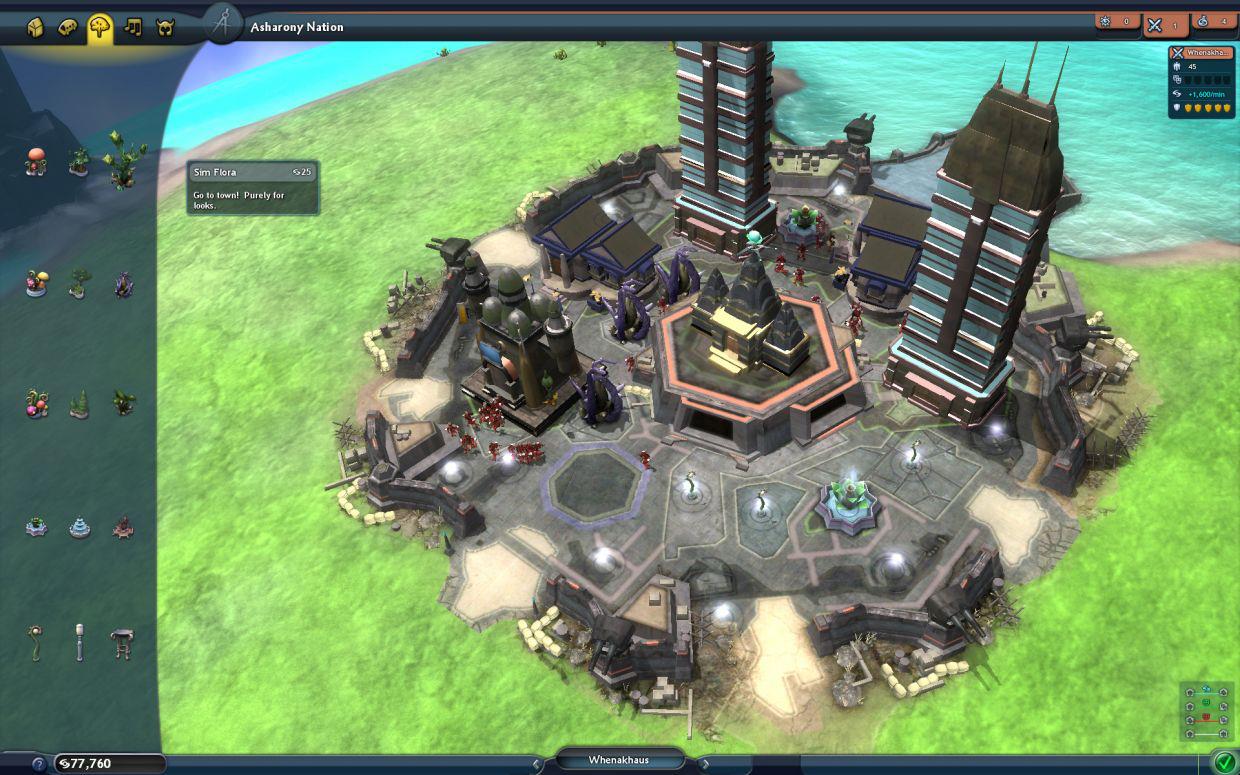 Asharony Nation
0
1
4
Whenakha...
45
+1,600/min
Sim Flora 25
Go to town! Purely for
looks.
? 77,760
Whenakhaus